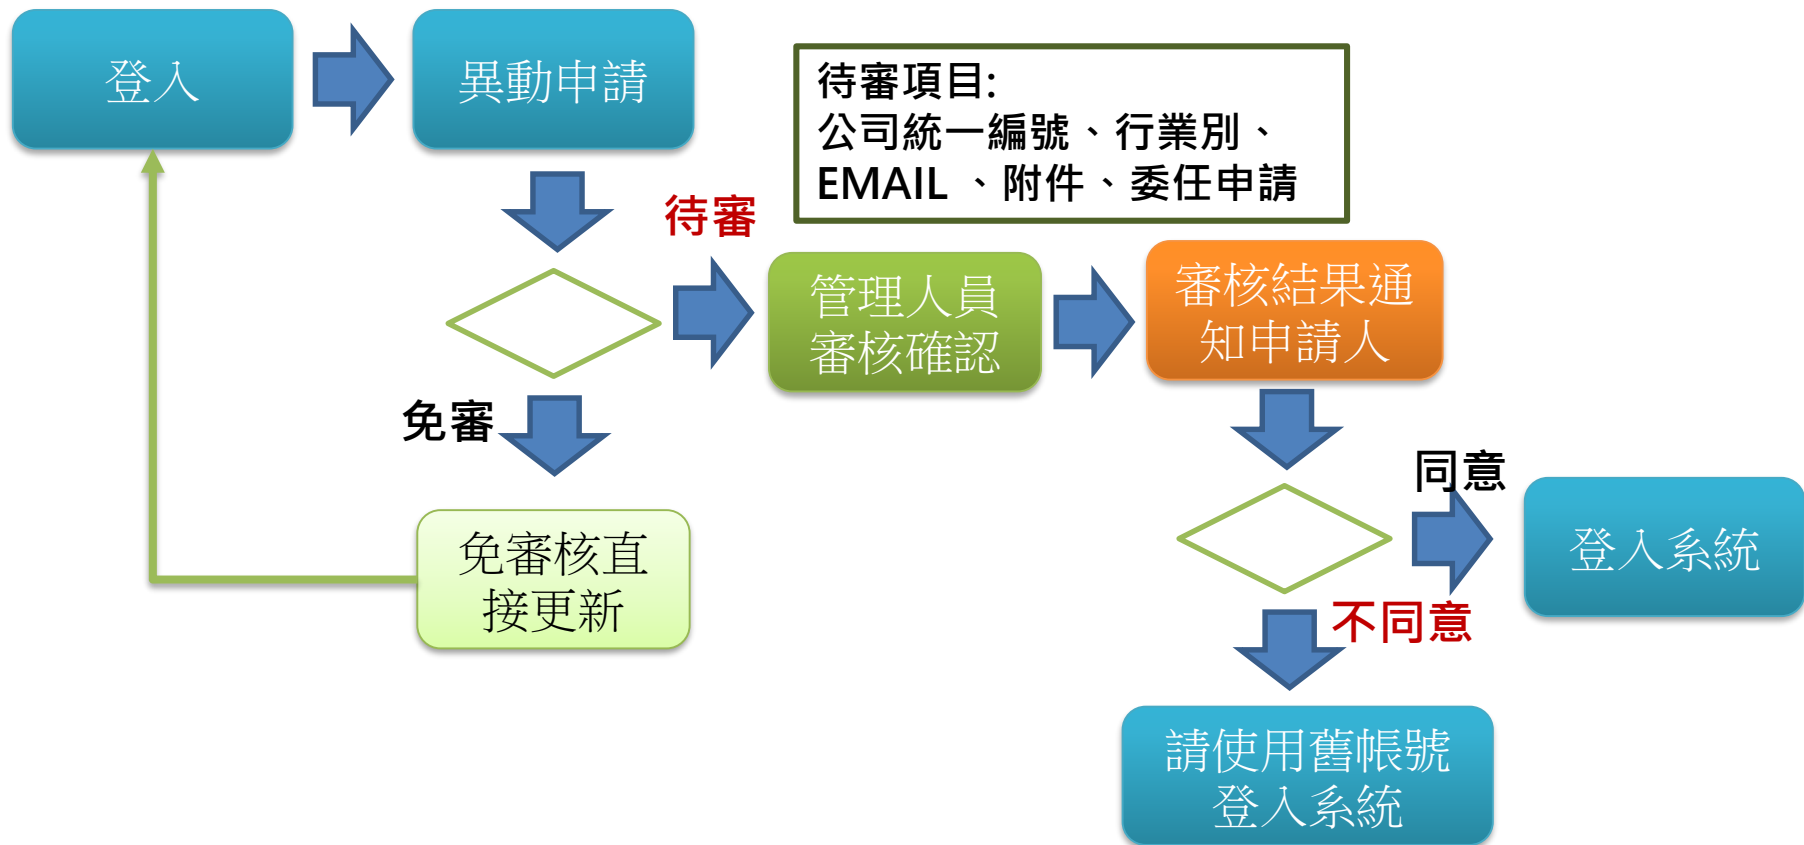 登入
異動申請
待審項目:
公司統一編號、行業別、
EMAIL 、附件、委任申請
待審
管理人員
審核確認
審核結果通
知申請人
免審
同意
免審核直
接更新
登入系統
不同意
請使用舊帳號
登入系統